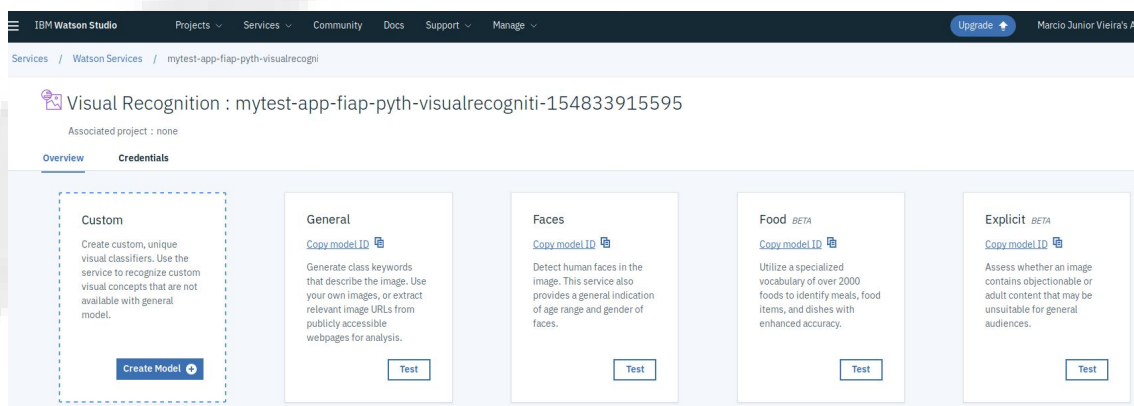 IBM Watson Studio Projects Services Community Docs Support Manage Upgrade Marcio Junior Vieira's A
Services / Watson Services / mytest-app-fiap-pyth-visualrecogni
Visual Recognition : mytest-app-fiap-pyth-visualrecogniti-154833915595
Associated project : none
Overview Credentials
Custom
Create custom, unique
visual classifiers. Use the
service to recognize custom
visual concepts that are not
available with general
model.
Create Model
General
Copy model ID
Generate class keywords
that describe the image. Use
your own images, or extract
relevant image URLs from
publicly accessible
webpages for analysis.
Test
Faces
Copy model ID
Detect human faces in the
image. This service also
provides a general indication
of age range and gender of
faces.
Test
Food BETA
Copy model ID
Utilize a specialized
vocabulary of over 2000
foods to identify meals, food
items, and dishes with
enhanced accuracy.
Test
Explicit BETA
Copy model ID
Assess whether an image
contains objectionable or
adult content that may be
unsuitable for general
audiences.
Test